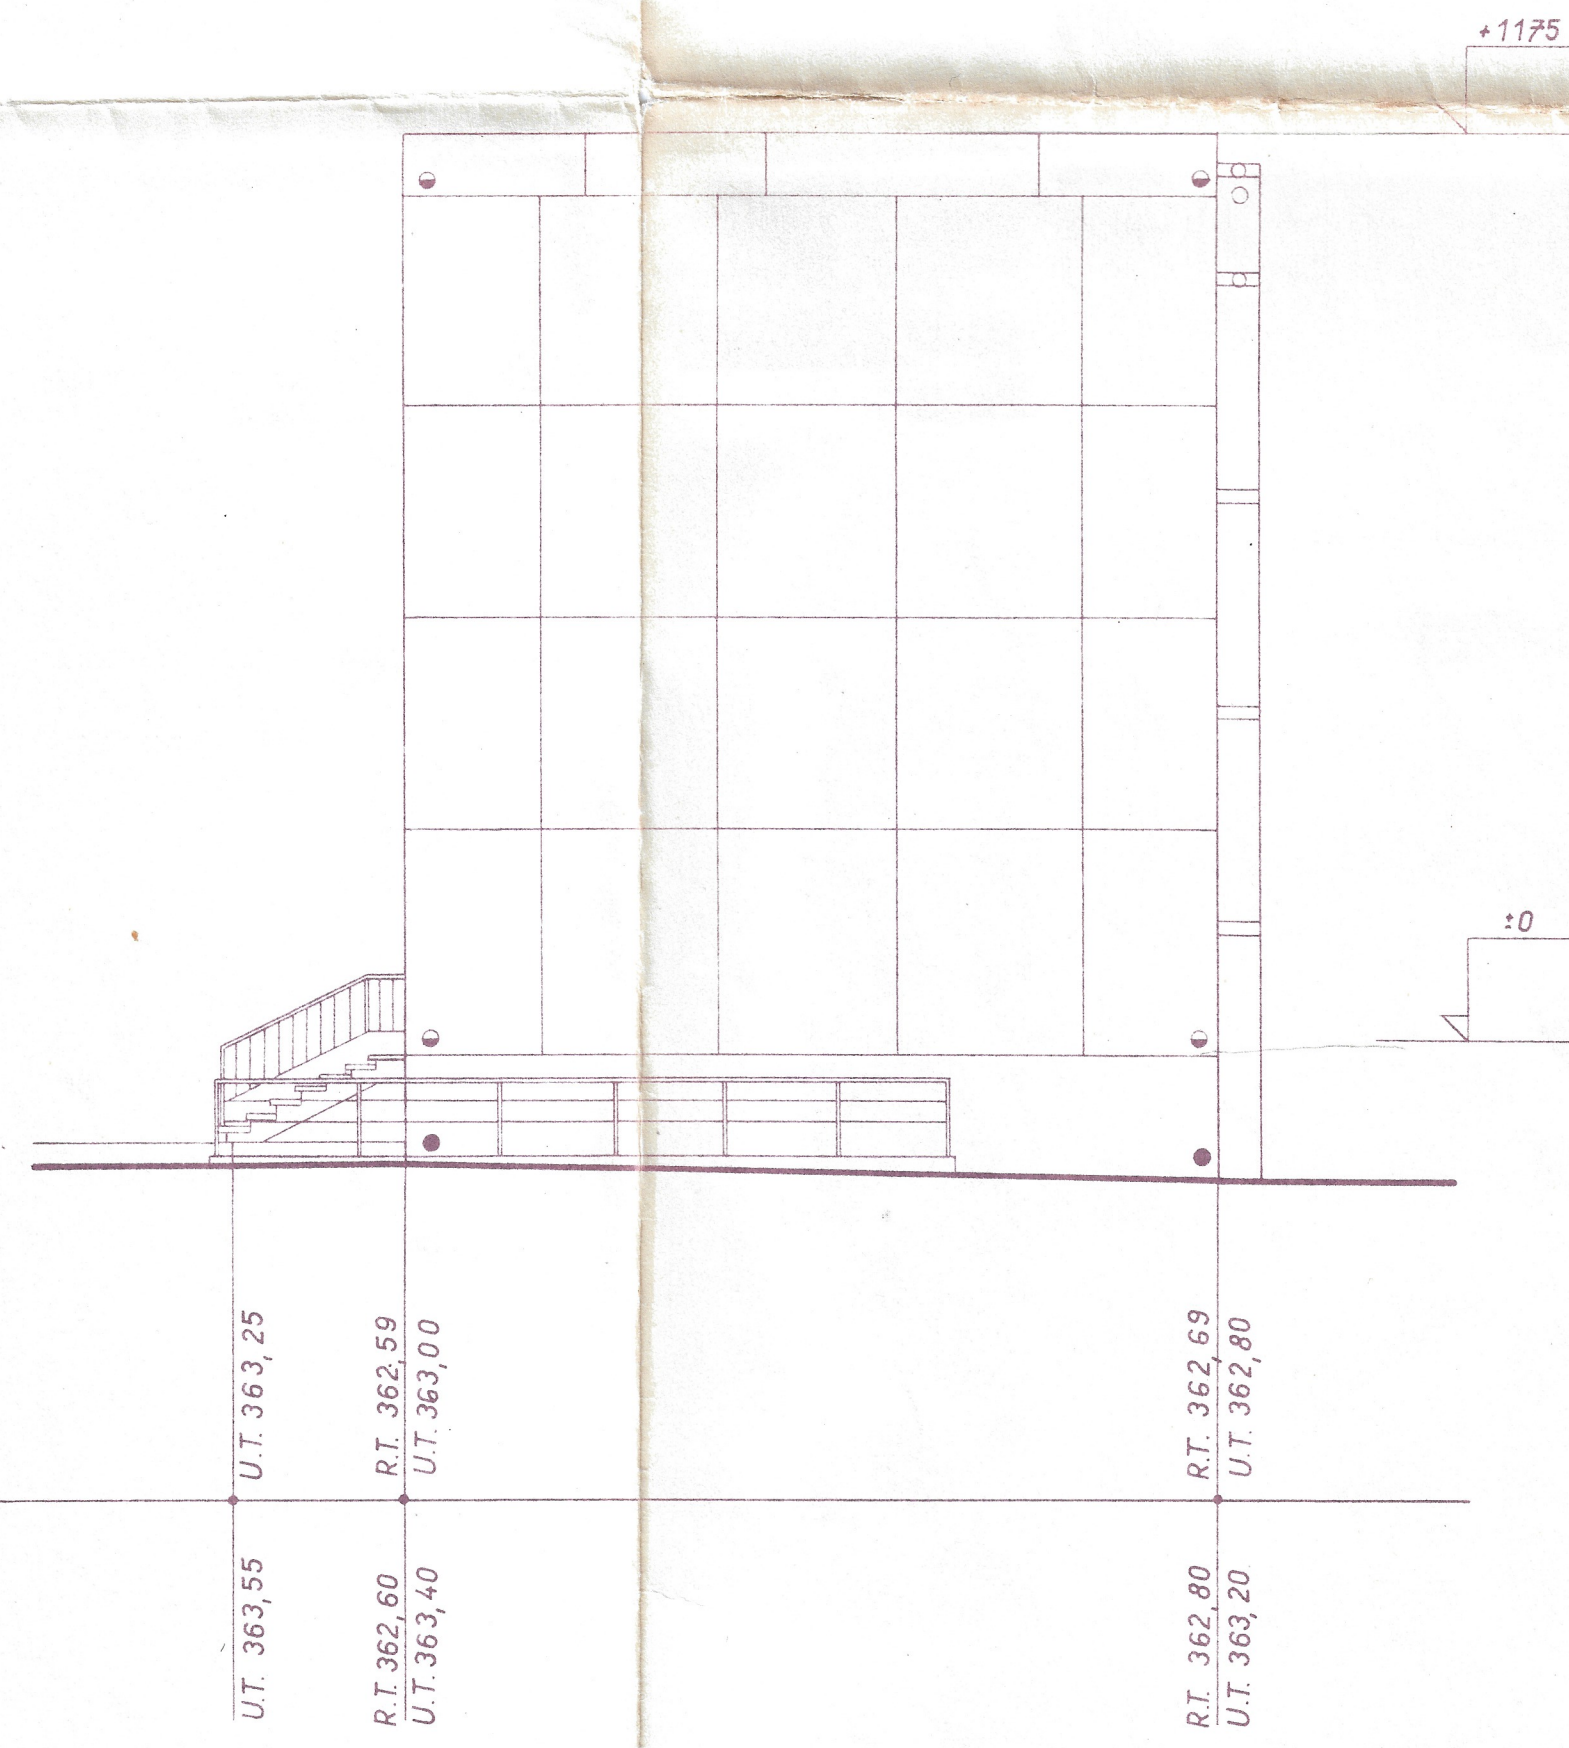 +1175
±0
U.T. 363,25
R.T. 362,59
U.T. 363,00
R.T. 362,69
U.T. 362,80
U.T. 363,55
R.T. 362,60
U.T. 363,40
R.T. 362,80
U.T. 363,20